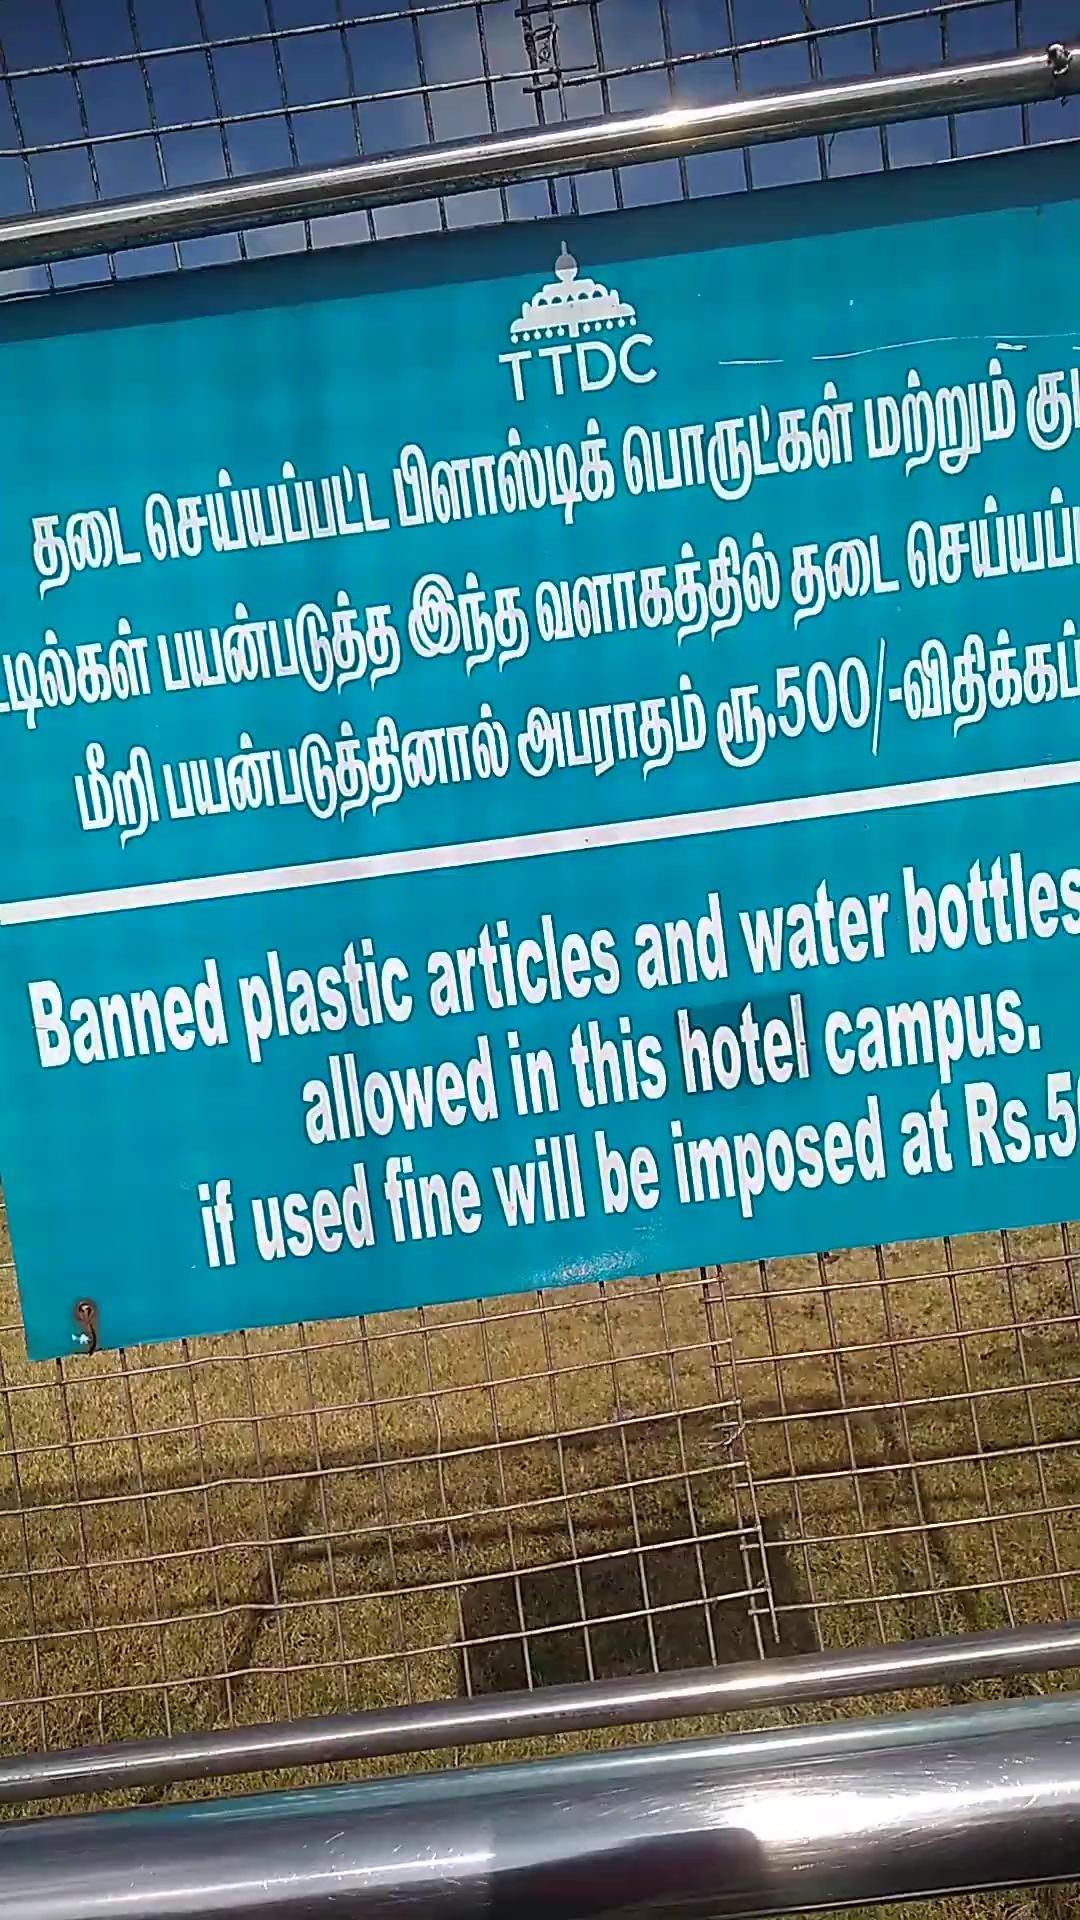 TTDC
தடை செய்யப்பட்ட பிளாஸ்டிக் பொருட்கள் மற்றும்
பயன்படுத்த இந்த வளாகத்தில் தடை
மீறி பயன்படுத்தினால் அபராதம் ரூ.500/-
Banned plastic articles and water bottles
allowed in this hotel campus.
if used fine will be imposed at